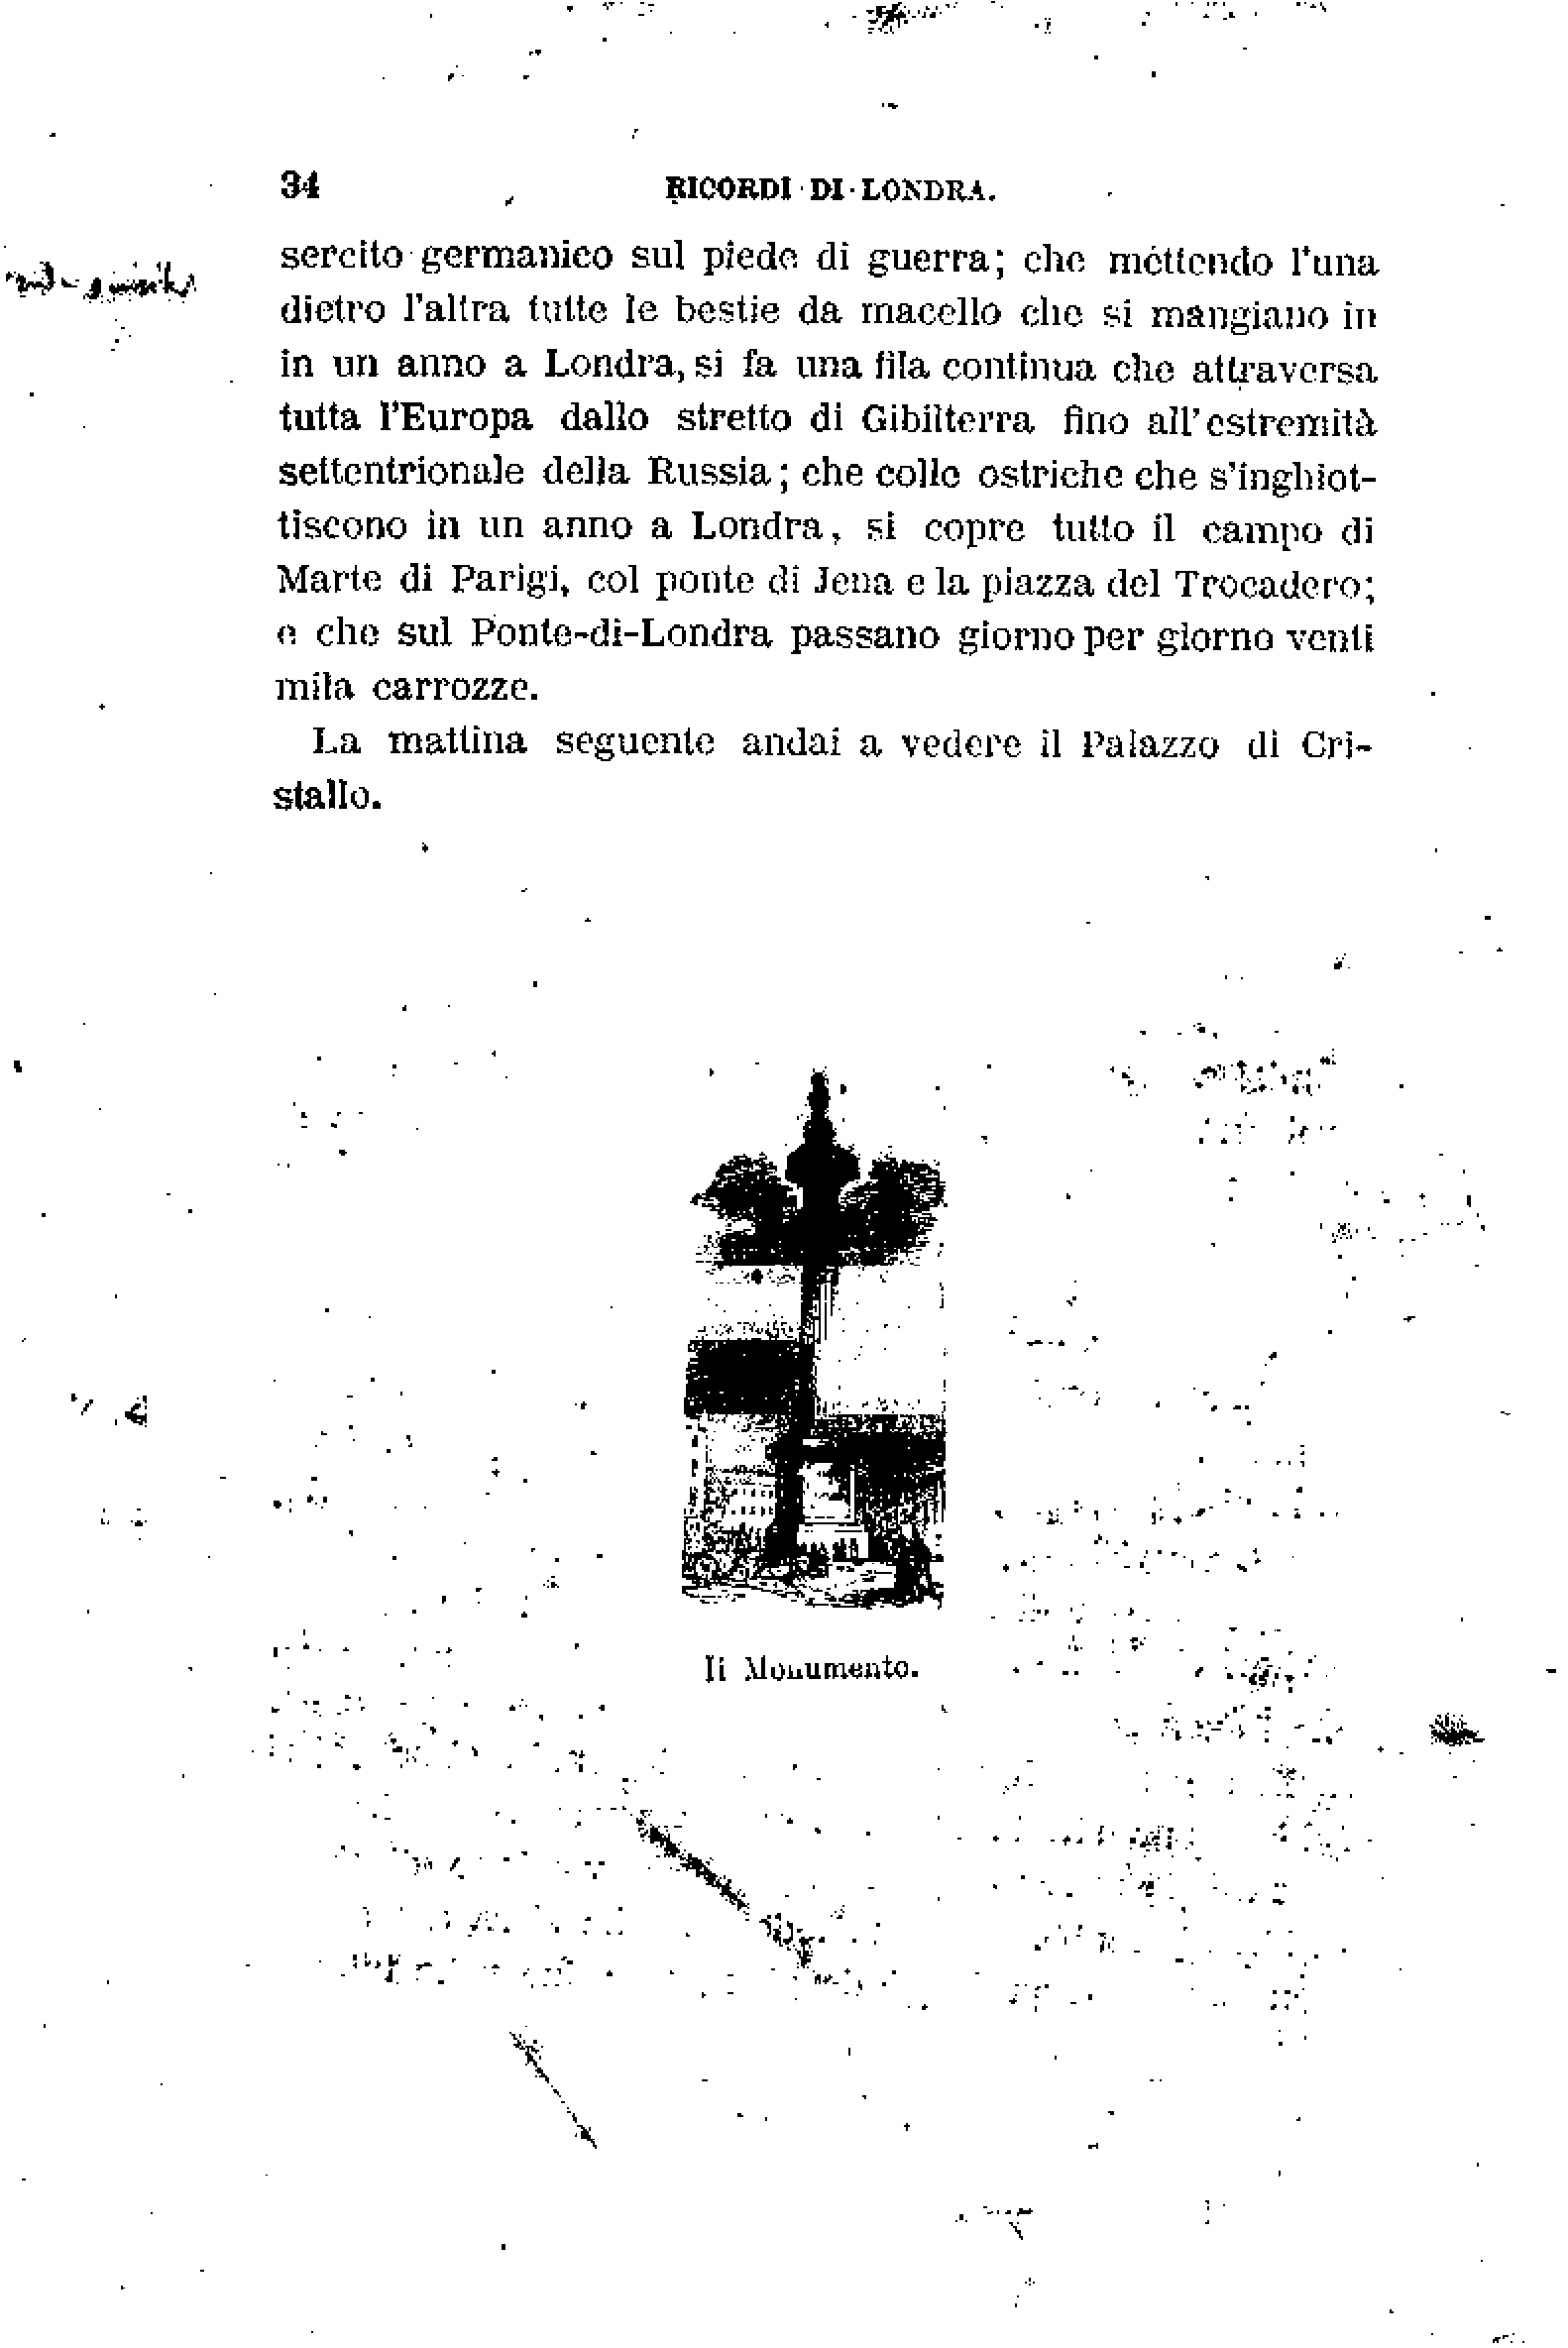 34 RICORDI DI LONDRA.
sercito germanico sul piede di guerra; che mettendo l'una
dietro l'altra tutte le bestie da macello che si mangiano in
in un anno a Londra, si fa una fila continua che attraversa
tutta l'Europa dallo stretto di Gibilterra fino all'estremità
settentrionale della Russia; che colle ostriche che s'inghiot-
tiscono in un anno a Londra, si copre tutto il campo di
Marte di Parigi, col ponte di Jena e la piazza del Trocadero;
e che sul Ponte-di-Londra passano giorno per giorno venti
mila carrozze.
La mattina seguente andai a vedere il Palazzo di Cri-
stallo.
Il Monumento.